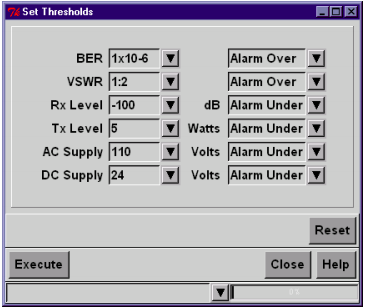 Set Thresholds
BER 1x10-6 Alarm Over
VSWR 1:2 Alarm Over
Rx Level -100 dB Alarm Under
Tx Level 5 Watts Alarm Under
AC Supply 110 Volts Alarm Under
DC Supply 24 Volts Alarm Under
Reset
Execute Close Help